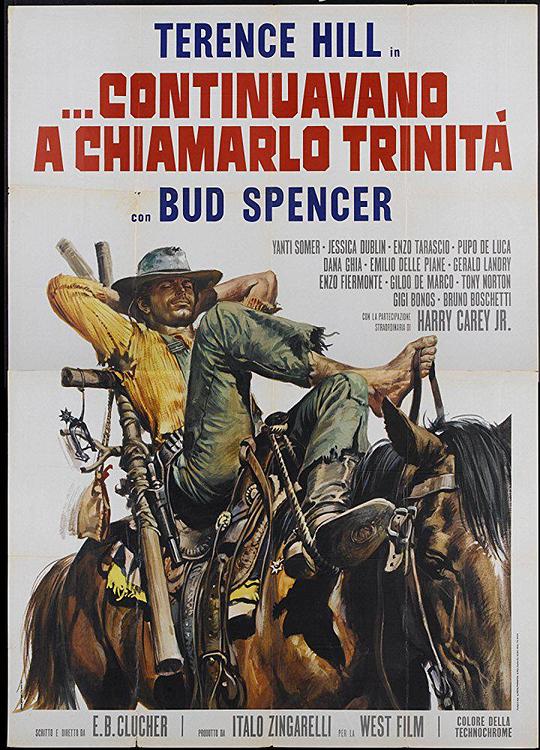 TERENCE HILL in
...CONTINUAVANO
A CHIAMARLO TRINITÀ
con BUD SPENCER
YANTI SOMER - JESSICA DUBLIN - ENZO TARASCIO - PUPO DE LUCA
DANA GHIA - EMILIO DELLE PIANE - GERALD LANDRY
ENZO FIERMONTE - GILDO DE MARCO - TONY NORTON
GIGI BONOS - BRUNO BOSCHETTI
CON LA PARTECIPAZIONE STRAORDINARIA DI HARRY CAREY JR.
SCRITTO E DIRETTO DA E.B.CLUCHER | PRODOTTO DA ITALO ZINGARELLI PER LA WEST FILM | COLORE DELLA TECHNOCHROME